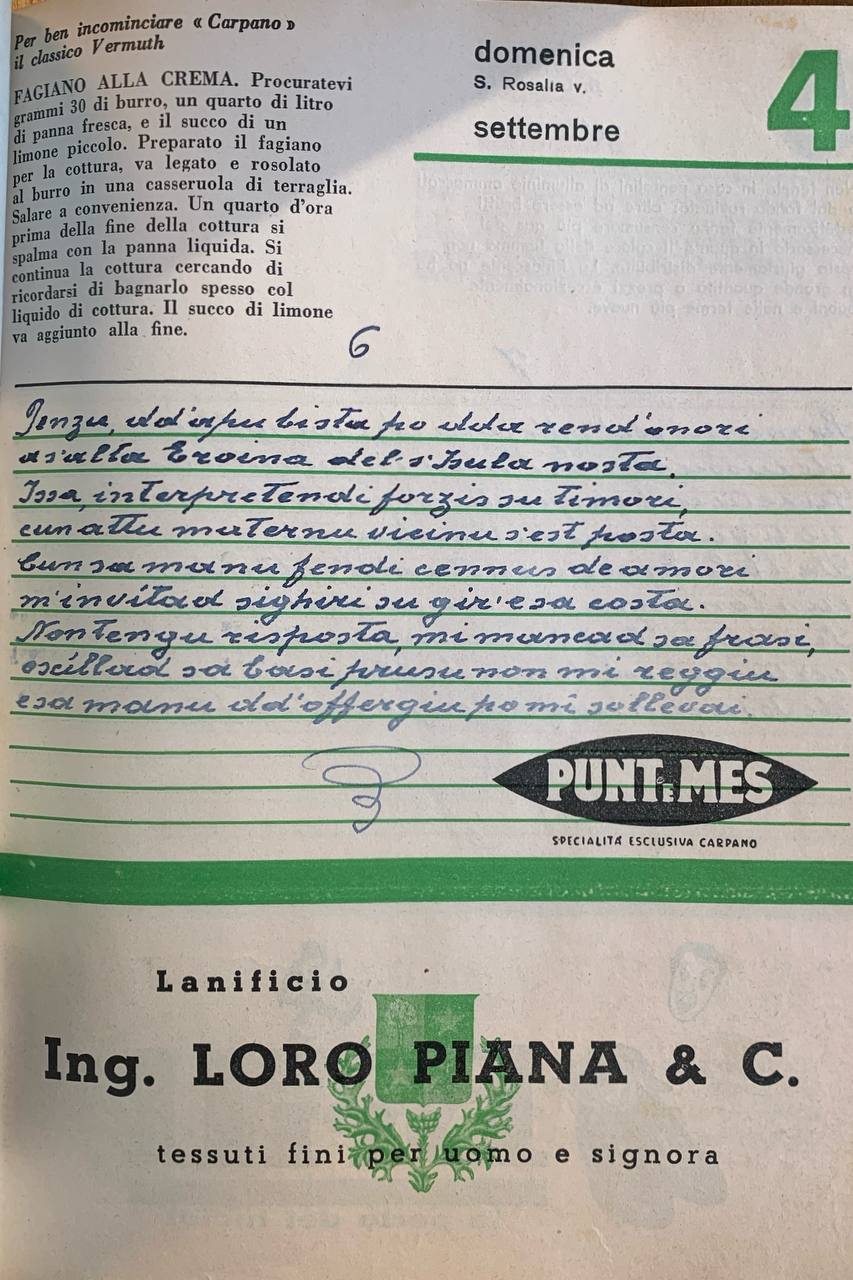 Per ben incominciare « Carpano »
il classico Vermuth
FAGIANO ALLA CREMA. Procuratevi
grammi 30 di burro, un quarto di litro
di panna fresca, e il succo di un
limone piccolo. Preparato il fagiano
per la cottura, va legato e rosolato
al burro in una casseruola di terraglia.
Salare a convenienza. Un quarto d'ora
prima della fine della cottura si
spalma con la panna liquida. Si
continua la cottura cercando di
ricordarsi di bagnarlo spesso col
liquido di cottura. Il succo di limone
va aggiunto alla fine.
domenica
S. Rosalia v.
settembre
4
6
Penzu, dd'apu bista po dda rend'onori
as'alta Eroina del s'Isula nosta,
Issa, interpretendi forzis su timori,
cun attu maternu vicinu s'est posta.
Cun sa manu fendi cennus de amori
m'invitad sighiri su gir'e sa costa.
Non tengu risposta, mi mancad sa frasi,
oscillad sa basi prusu non mi reggiu
e sa manu dd'offergiu po mi sollevai.
PUNT E MES
SPECIALITÀ ESCLUSIVA CARPANO
Lanificio
Ing. LORO PIANA & C.
tessuti fini per uomo e signora